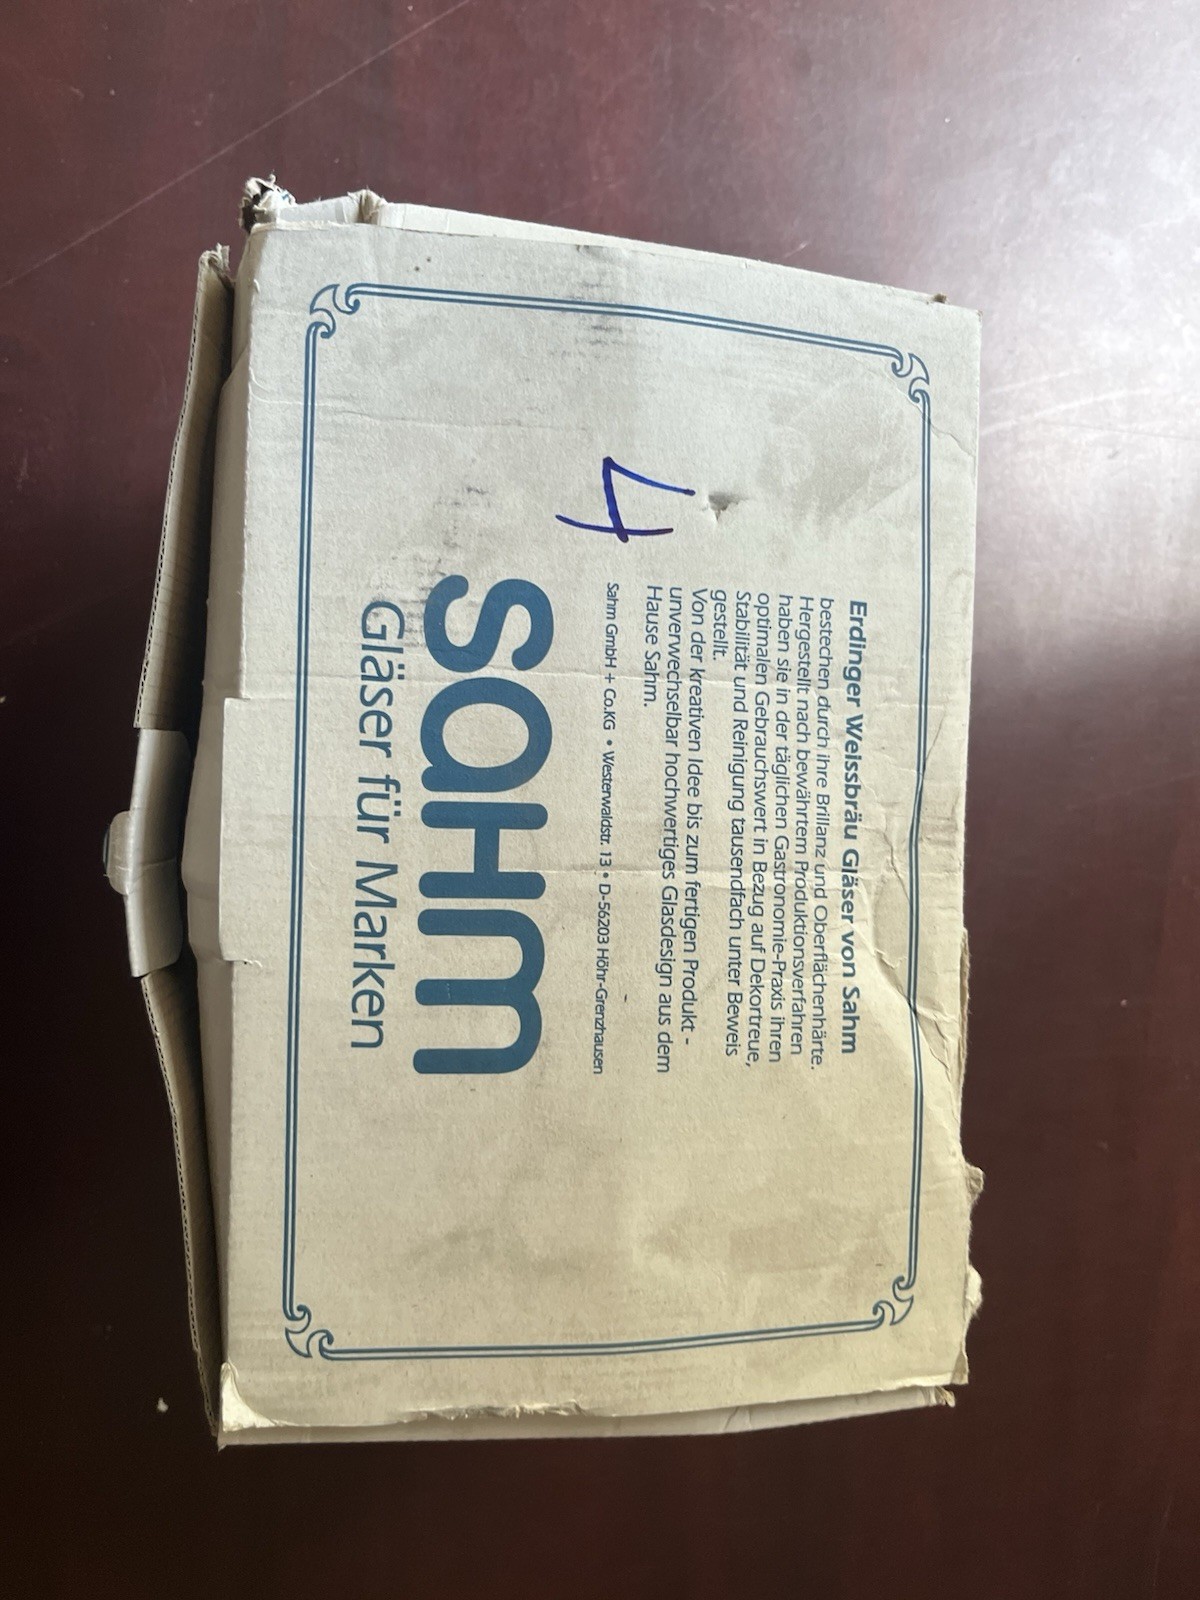 Erdinger Weissbräu Gläser von Sahm
bestechen durch ihre Brillanz und Oberflächenhärte.
Hergestellt nach bewährtem Produktionsverfahren
haben sie in der täglichen Gastronomie-Praxis ihren
optimalen Gebrauchswert in Bezug auf Dekortreue,
Stabilität und Reinigung tausendfach unter Beweis
gestellt.
Von der kreativen Idee bis zum fertigen Produkt -
unverwechselbar hochwertiges Glasdesign aus dem
Hause Sahm.
4
Sahm GmbH + Co.KG • Westerwaldstr. 13 • D-56203 Höhr-Grenzhausen
saHm
Gläser für Marken